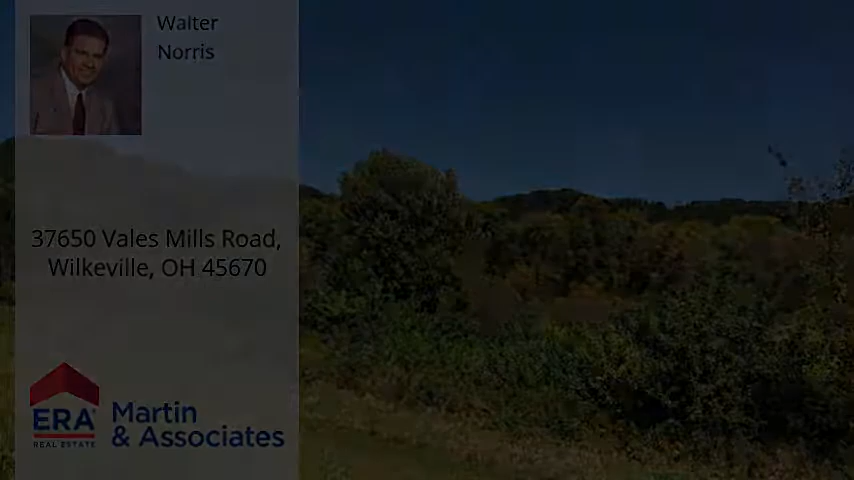 Walter
Norris
37650 Vales Mills Road,
Wilkeville, OH 45670
ERA
REAL ESTATE
Martin
& Associates